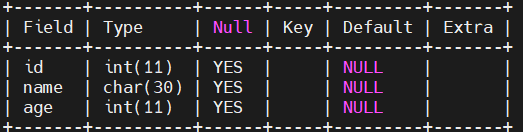 +-------+----------+------+-----+---------+-------+
| Field | Type     | Null | Key | Default | Extra |
+-------+----------+------+-----+---------+-------+
| id    | int(11)  | YES  |     | NULL    |       |
| name  | char(30) | YES  |     | NULL    |       |
| age   | int(11)  | YES  |     | NULL    |       |
+-------+----------+------+-----+---------+-------+